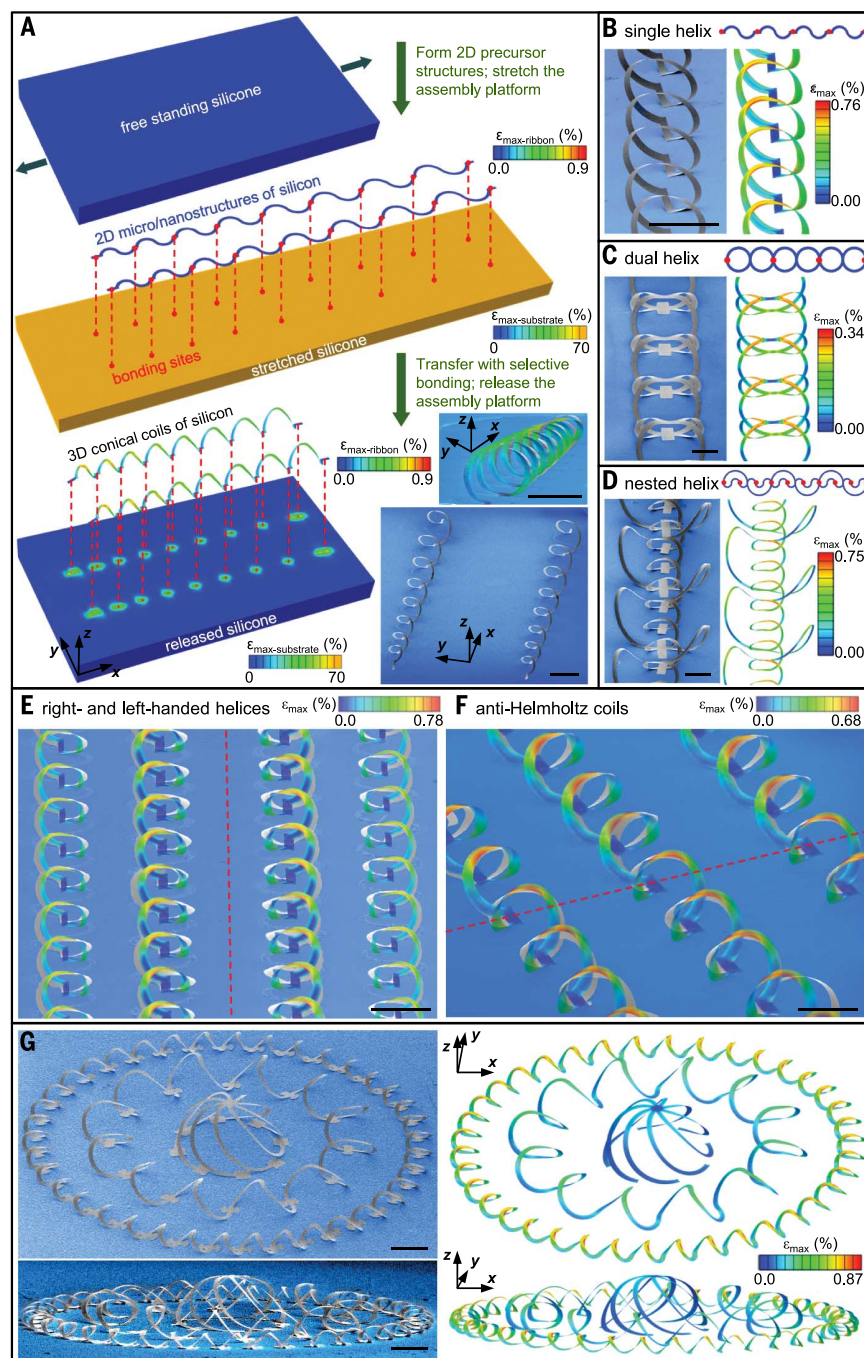 A
Form 2D precursor
structures; stretch the
assembly platform
free standing silicone
εmax-ribbon (%)
0.0 0.9
2D micro/nanostructures of silicon
bonding sites
stretched silicone
εmax-substrate (%)
0 70
Transfer with selective
bonding; release the
assembly platform
3D conical coils of silicon
εmax-ribbon (%)
0.0 0.9
z
y x
released silicone
z
y x
εmax-substrate (%)
0 70
z
y x
B single helix
εmax (%)
0.76
0.00
C dual helix
εmax (%)
0.34
0.00
D nested helix
εmax (%)
0.75
0.00
E right- and left-handed helices
εmax (%)
0.0 0.78
F anti-Helmholtz coils
εmax (%)
0.0 0.68
G
z y
x
z y
x
εmax (%)
0.0 0.87